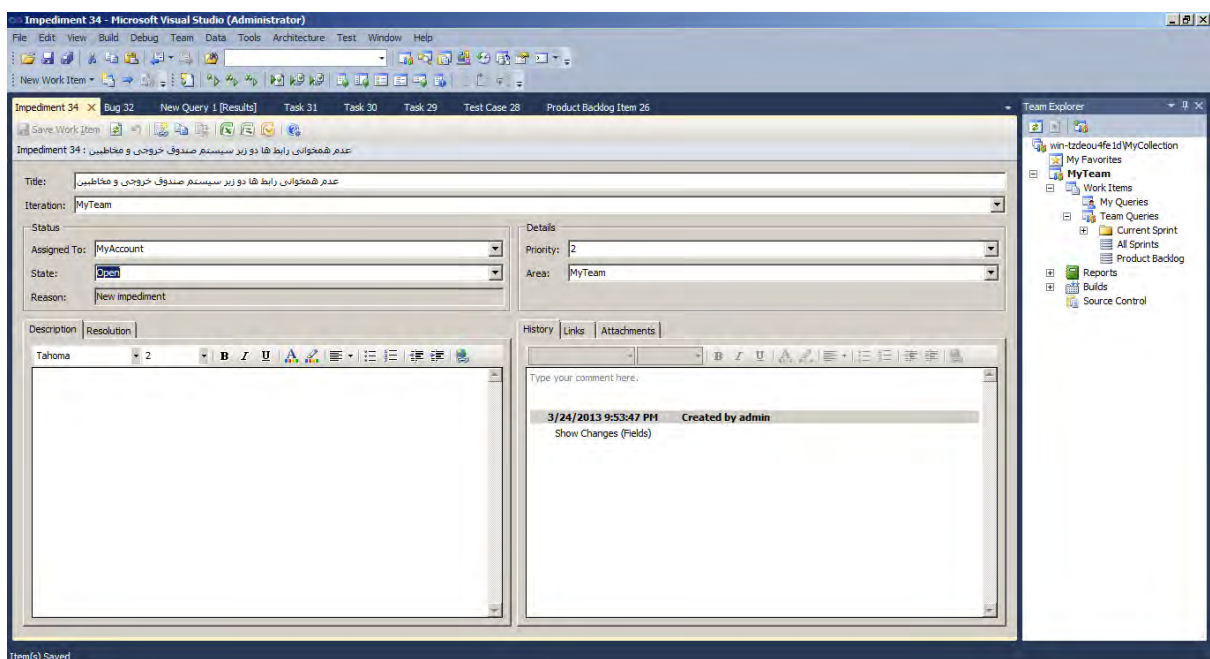 Impediment 34 - Microsoft Visual Studio (Administrator)
File Edit View Build Debug Team Data Tools Architecture Test Window Help
New Work Item
Impediment 34 Bug 32 New Query 1 [Results] Task 31 Task 30 Task 29 Test Case 28 Product Backlog Item 26
Save Work Item
Impediment 34 : عدم همخوانی رابط ها دو زیر سیستم صندوق خروجی و مخاطبین
Title: عدم همخوانی رابط ها دو زیر سیستم صندوق خروجی و مخاطبین
Iteration: MyTeam
Status
Assigned To: MyAccount
State: Open
Reason: New impediment
Details
Priority: 2
Area: MyTeam
Description Resolution
Tahoma 2 B I U A
History Links Attachments
B I U A
Type your comment here.
3/24/2013 9:53:47 PM Created by admin
Show Changes (Fields)
Team Explorer
win-tzdeou4fe1d\MyCollection
My Favorites
MyTeam
Work Items
My Queries
Team Queries
Current Sprint
All Sprints
Product Backlog
Reports
Builds
Source Control
Item(s) Saved